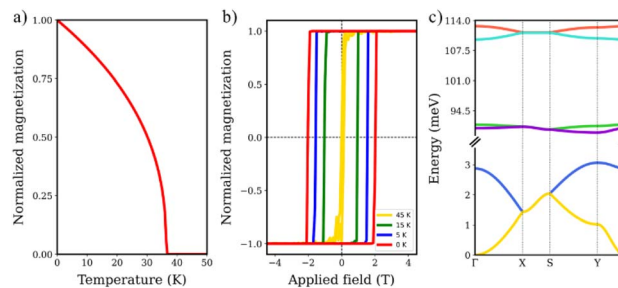 a)
Normalized magnetization
1.00
0.75
0.50
0.25
0.00
0 10 20 30 40 50
Temperature (K)
b)
Normalized magnetization
1.0
0.5
0.0
−0.5
−1.0
45 K
15 K
5 K
0 K
−4 −2 0 2 4
Applied field (T)
c)
Energy (meV)
114.0
107.5
101.0
94.5
3
2
1
0
Γ X S Y